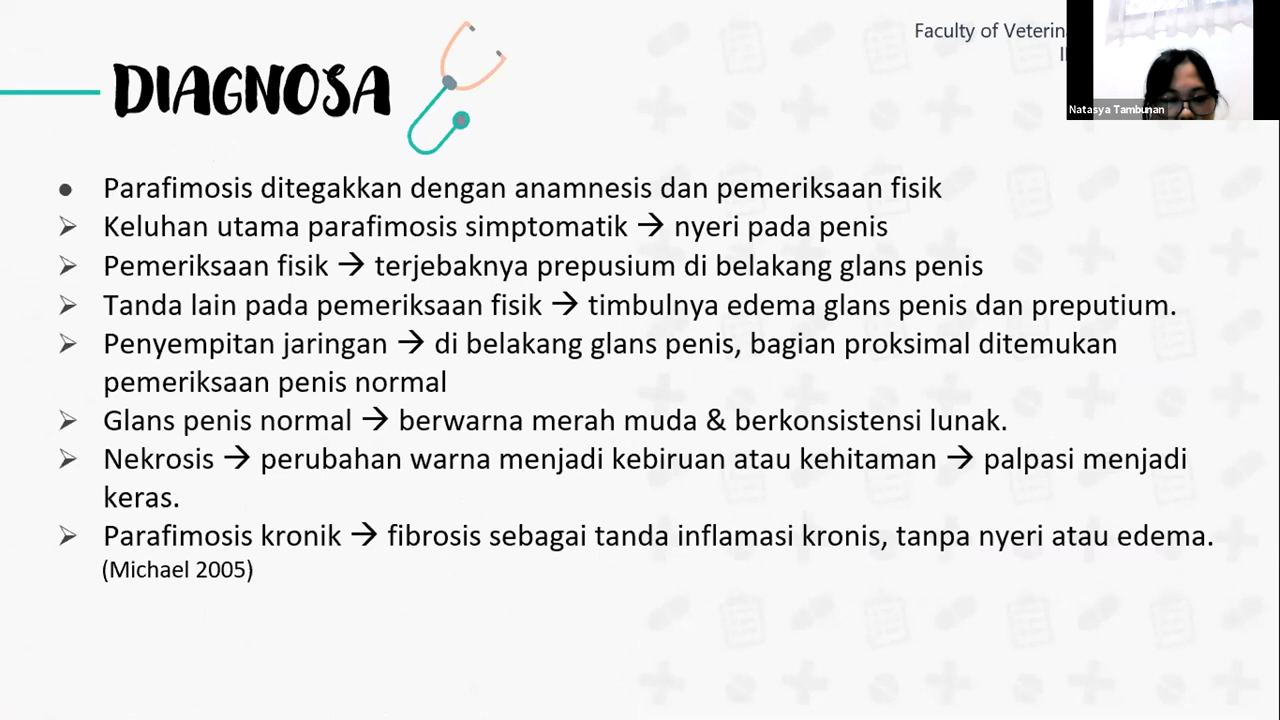 Faculty of Veterin
DIAGNOSA
Natasya Tambunan
● Parafimosis ditegakkan dengan anamnesis dan pemeriksaan fisik
➢ Keluhan utama parafimosis simptomatik → nyeri pada penis
➢ Pemeriksaan fisik → terjebaknya prepusium di belakang glans penis
➢ Tanda lain pada pemeriksaan fisik → timbulnya edema glans penis dan preputium.
➢ Penyempitan jaringan → di belakang glans penis, bagian proksimal ditemukan
pemeriksaan penis normal
➢ Glans penis normal → berwarna merah muda & berkonsistensi lunak.
➢ Nekrosis → perubahan warna menjadi kebiruan atau kehitaman → palpasi menjadi
keras.
➢ Parafimosis kronik → fibrosis sebagai tanda inflamasi kronis, tanpa nyeri atau edema.
(Michael 2005)